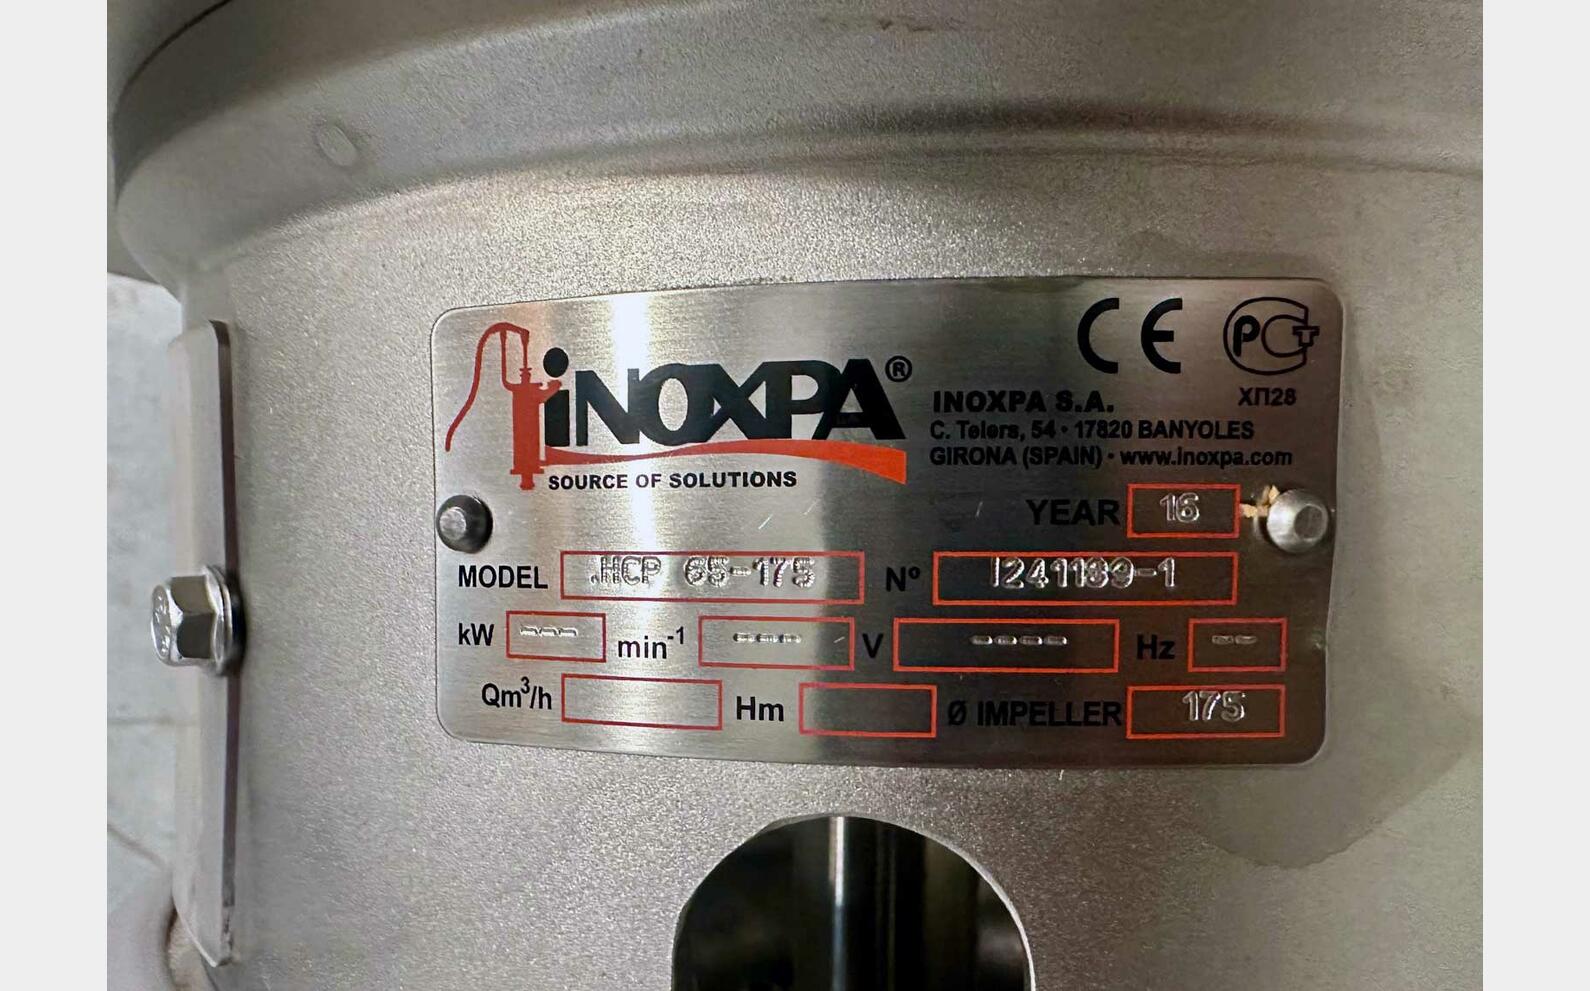 CE PCT
iNOXPA®
ХП28
SOURCE OF SOLUTIONS
INOXPA S.A.
C. Telers, 54 · 17820 BANYOLES
GIRONA (SPAIN) · www.inoxpa.com
YEAR 16
MODEL .HCP 65-175 Nº I241139-1
kW --- min-1 ---- V ---- Hz --
Qm³/h Hm Ø IMPELLER 175